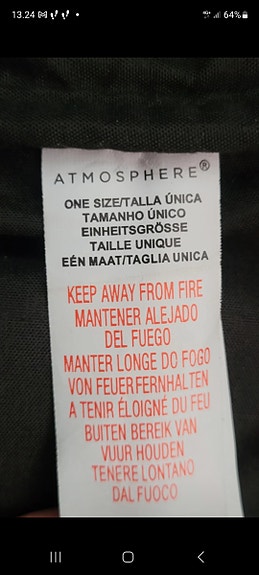 13.24
64%
ATMOSPHERE®
ONE SIZE/TALLA ÚNICA
TAMANHO ÚNICO
EINHEITSGRÖSSE
TAILLE UNIQUE
EÉN MAAT/TAGLIA UNICA
KEEP AWAY FROM FIRE
MANTENER ALEJADO
DEL FUEGO
MANTER LONGE DO FOGO
VON FEUER FERNHALTEN
A TENIR ÉLOIGNÉ DU FEU
BUITEN BEREIK VAN
VUUR HOUDEN
TENERE LONTANO
DAL FUOCO